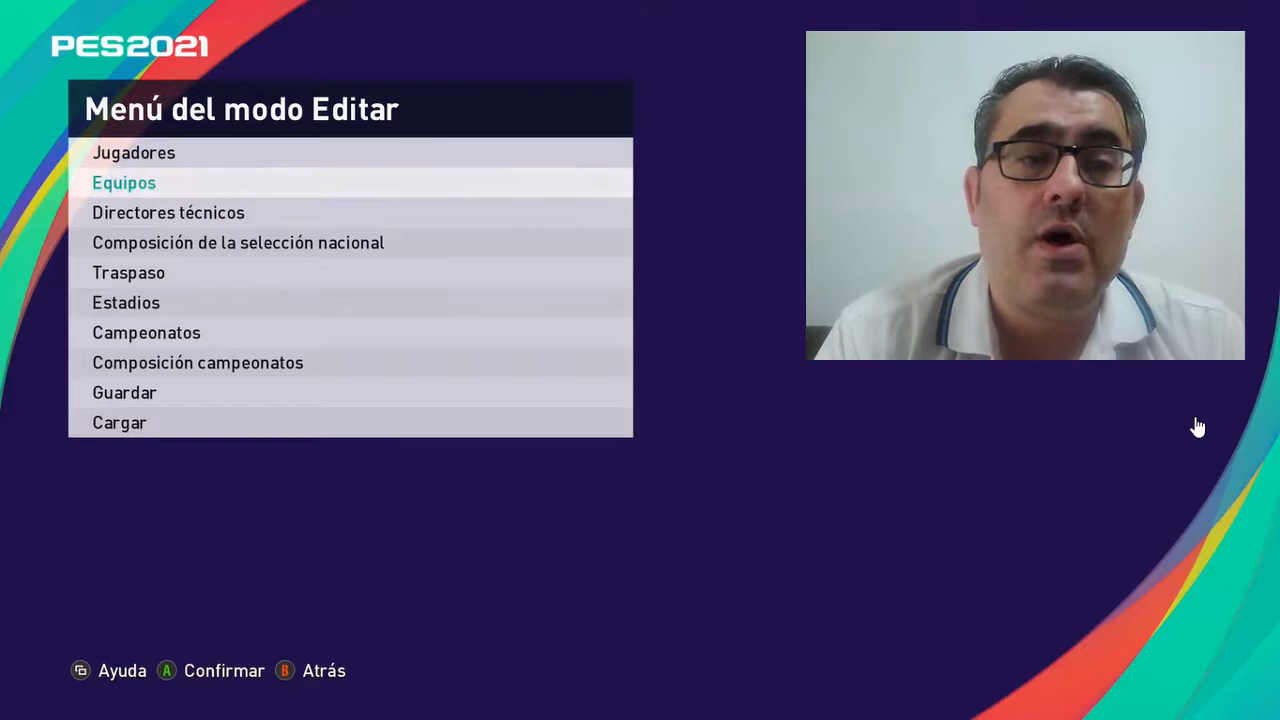 PES2021
Menú del modo Editar
Jugadores
Equipos
Directores técnicos
Composición de la selección nacional
Traspaso
Estadios
Campeonatos
Composición campeonatos
Guardar
Cargar
Ayuda A Confirmar B Atrás